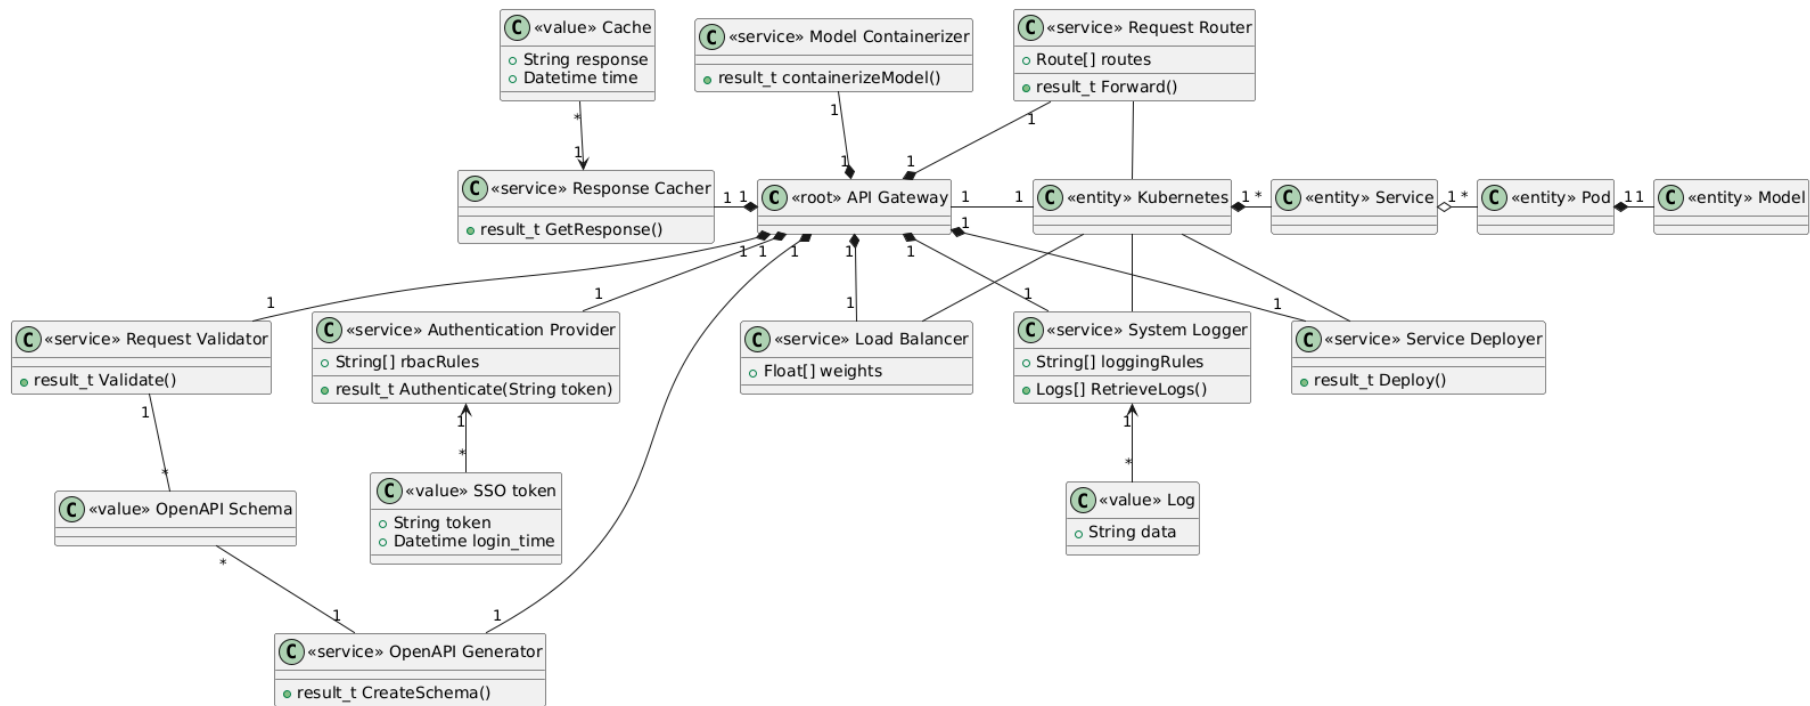 «value» Cache
String response
Datetime time
«service» Model Containerizer
result_t containerizeModel()
«service» Request Router
Route[] routes
result_t Forward()
*
1
1
1
1
1
«service» Response Cacher
result_t GetResponse()
1
1
«root» API Gateway
1
1
«entity» Kubernetes
1
*
«entity» Service
1
*
«entity» Pod
1
1
«entity» Model
1
1
1
1
1
1
1
1
1
1
1
1
«service» Request Validator
result_t Validate()
«service» Authentication Provider
String[] rbacRules
result_t Authenticate(String token)
«service» Load Balancer
Float[] weights
«service» System Logger
String[] loggingRules
Logs[] RetrieveLogs()
«service» Service Deployer
result_t Deploy()
1
*
1
*
1
*
«value» OpenAPI Schema
«value» SSO token
String token
Datetime login_time
«value» Log
String data
*
1
«service» OpenAPI Generator
result_t CreateSchema()